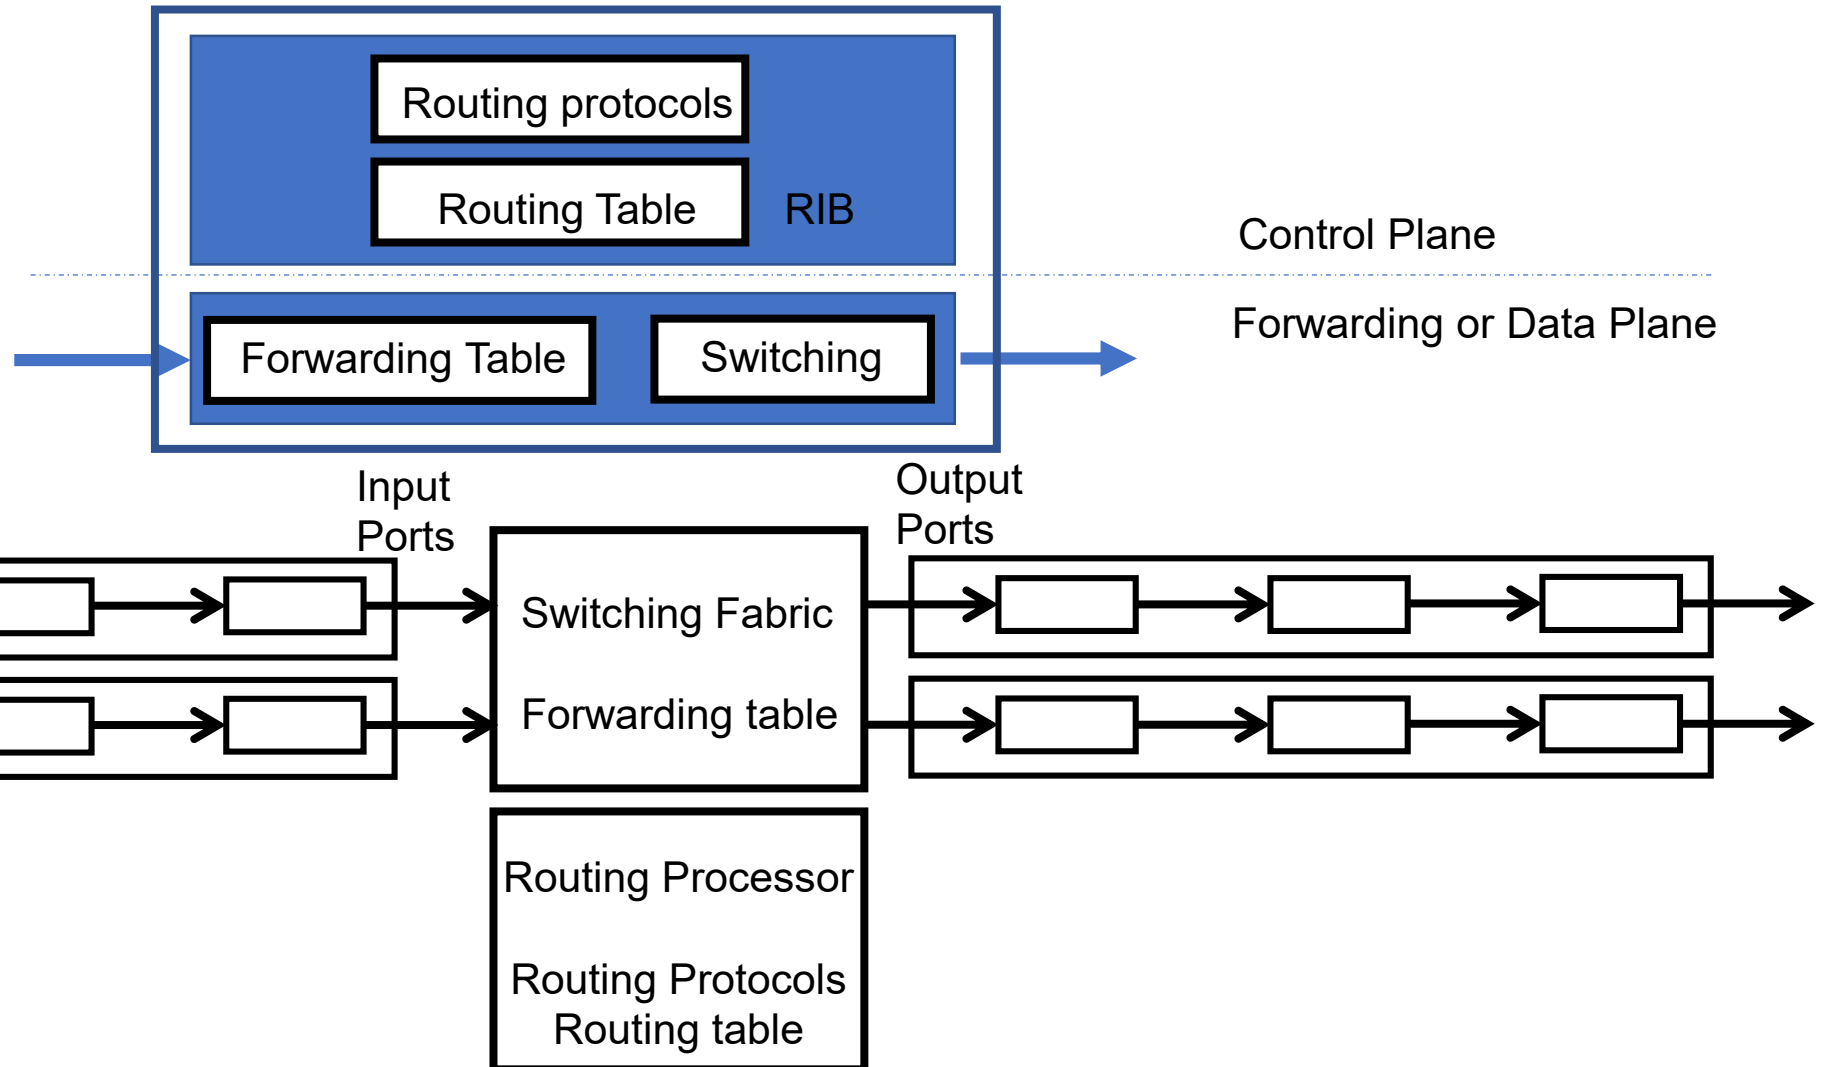 Routing protocols
Routing Table
RIB
Control Plane
Forwarding or Data Plane
Forwarding Table
Switching
Input
Ports
Output
Ports
Switching Fabric
Forwarding table
Routing Processor
Routing Protocols
Routing table